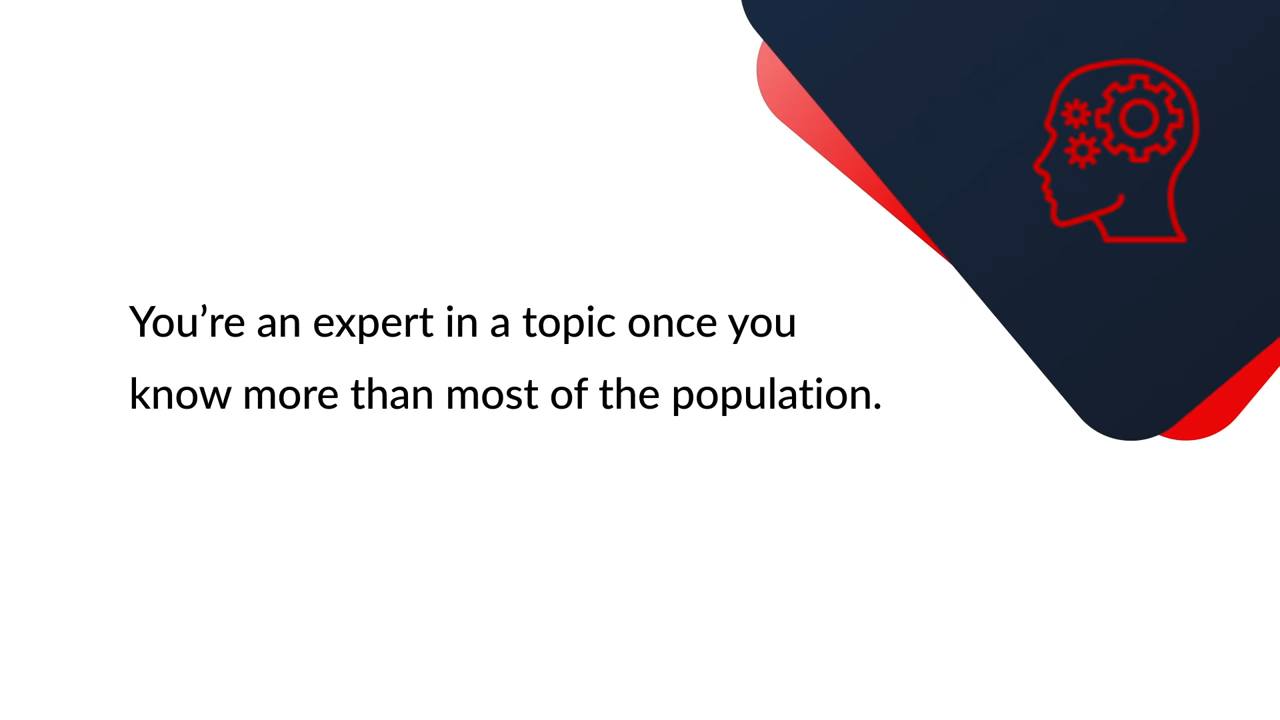 You’re an expert in a topic once you
know more than most of the population.